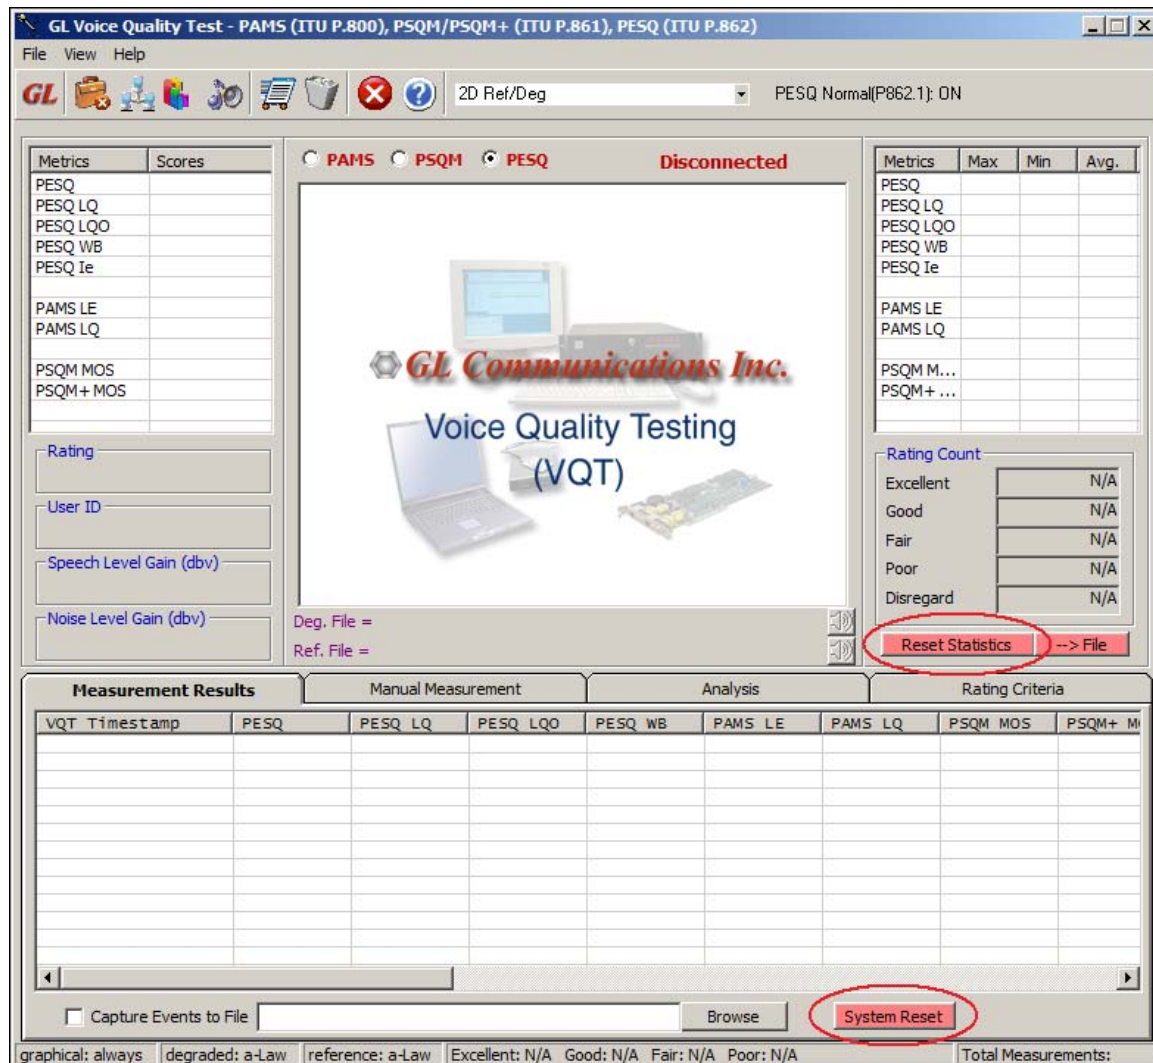 GL Voice Quality Test - PAMS (ITU P.800), PSQM/PSQM+ (ITU P.861), PESQ (ITU P.862)
File View Help
GL 2D Ref/Deg PESQ Normal(P862.1): ON
Metrics Scores
PESQ
PESQ LQ
PESQ LQO
PESQ WB
PESQ Ie
PAMS LE
PAMS LQ
PSQM MOS
PSQM+ MOS
Rating
User ID
Speech Level Gain (dbv)
Noise Level Gain (dbv)
PAMS PSQM PESQ Disconnected
GL Communications Inc.
Voice Quality Testing
(VQT)
Deg. File =
Ref. File =
Metrics Max Min Avg.
PESQ
PESQ LQ
PESQ LQO
PESQ WB
PESQ Ie
PAMS LE
PAMS LQ
PSQM M...
PSQM+ ...
Rating Count
Excellent N/A
Good N/A
Fair N/A
Poor N/A
Disregard N/A
Reset Statistics --> File
Measurement Results Manual Measurement Analysis Rating Criteria
VQT Timestamp PESQ PESQ LQ PESQ LQO PESQ WB PAMS LE PAMS LQ PSQM MOS PSQM+ M
Capture Events to File Browse System Reset
graphical: always degraded: a-Law reference: a-Law Excellent: N/A Good: N/A Fair: N/A Poor: N/A Total Measurements: